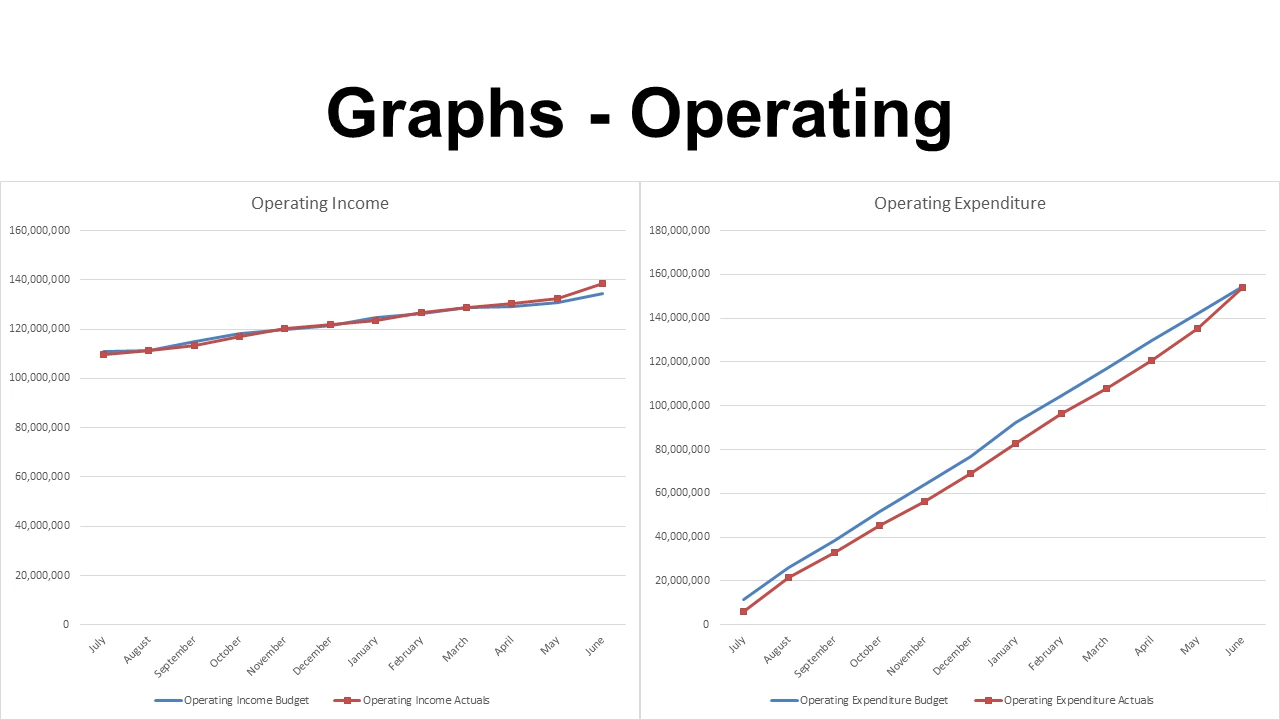 Graphs - Operating
Operating Income
160,000,000
140,000,000
120,000,000
100,000,000
80,000,000
60,000,000
40,000,000
20,000,000
0
July
August
September
October
November
December
January
February
March
April
May
June
Operating Income Budget
Operating Income Actuals
Operating Expenditure
180,000,000
160,000,000
140,000,000
120,000,000
100,000,000
80,000,000
60,000,000
40,000,000
20,000,000
0
July
August
September
October
November
December
January
February
March
April
May
June
Operating Expenditure Budget
Operating Expenditure Actuals